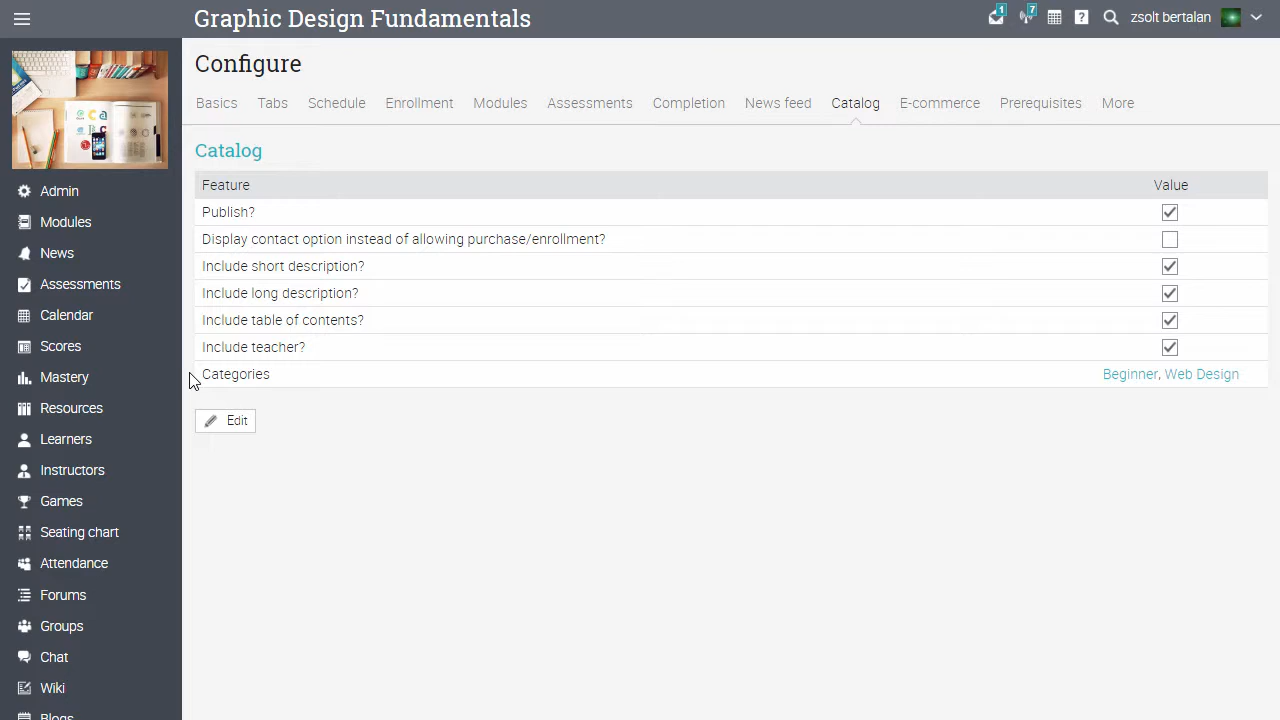 Graphic Design Fundamentals
1
7
zsolt bertalan
Configure
Basics Tabs Schedule Enrollment Modules Assessments Completion News feed Catalog E-commerce Prerequisites More
Catalog
Feature Value
Publish?
Display contact option instead of allowing purchase/enrollment?
Include short description?
Include long description?
Include table of contents?
Include teacher?
Categories Beginner, Web Design
Edit
Admin
Modules
News
Assessments
Calendar
Scores
Mastery
Resources
Learners
Instructors
Games
Seating chart
Attendance
Forums
Groups
Chat
Wiki
Blogs